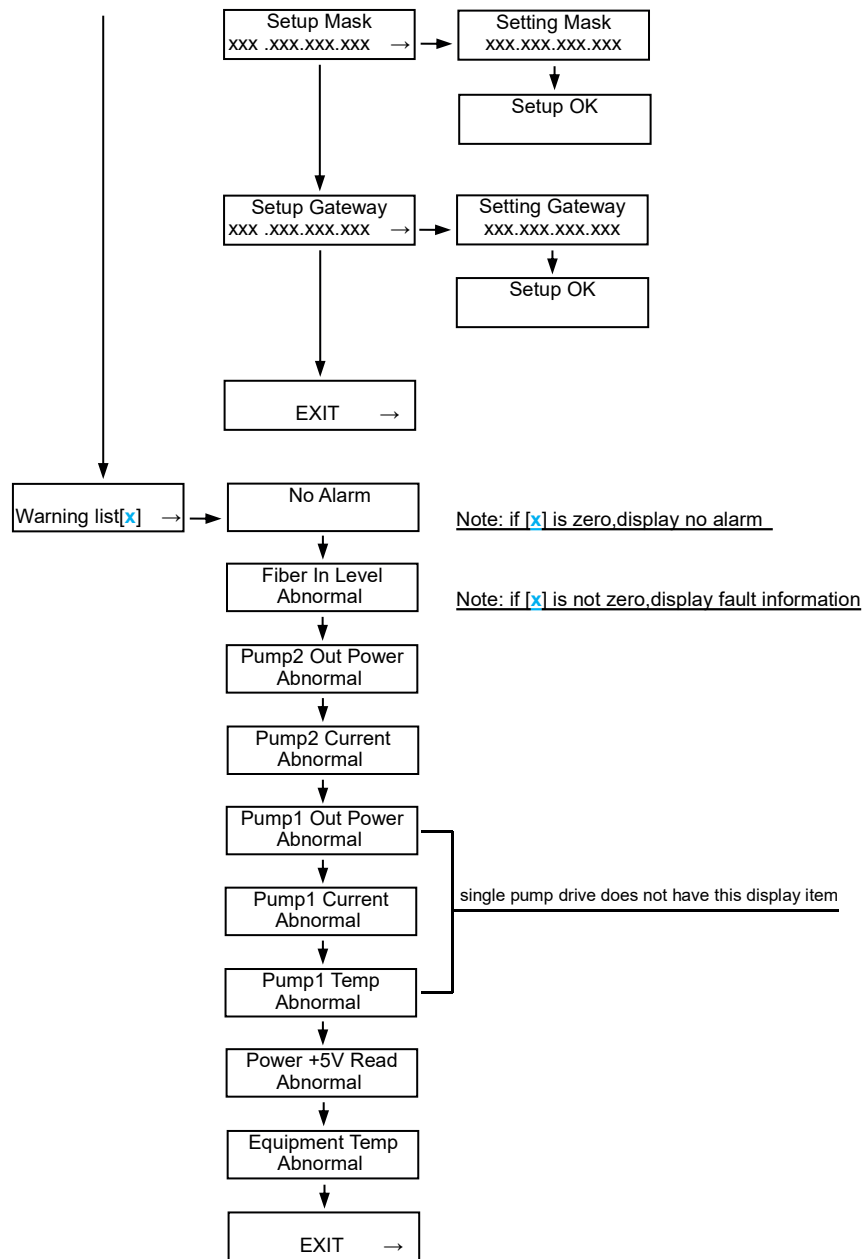 Setup Mask
xxx .xxx.xxx.xxx →
Setting Mask
xxx.xxx.xxx.xxx
Setup OK
Setup Gateway
xxx .xxx.xxx.xxx →
Setting Gateway
xxx.xxx.xxx.xxx
Setup OK
EXIT →
Warning list[x] →
No Alarm
Note: if [x] is zero,display no alarm
Fiber In Level
Abnormal
Note: if [x] is not zero,display fault information
Pump2 Out Power
Abnormal
Pump2 Current
Abnormal
Pump1 Out Power
Abnormal
Pump1 Current
Abnormal
single pump drive does not have this display item
Pump1 Temp
Abnormal
Power +5V Read
Abnormal
Equipment Temp
Abnormal
EXIT →